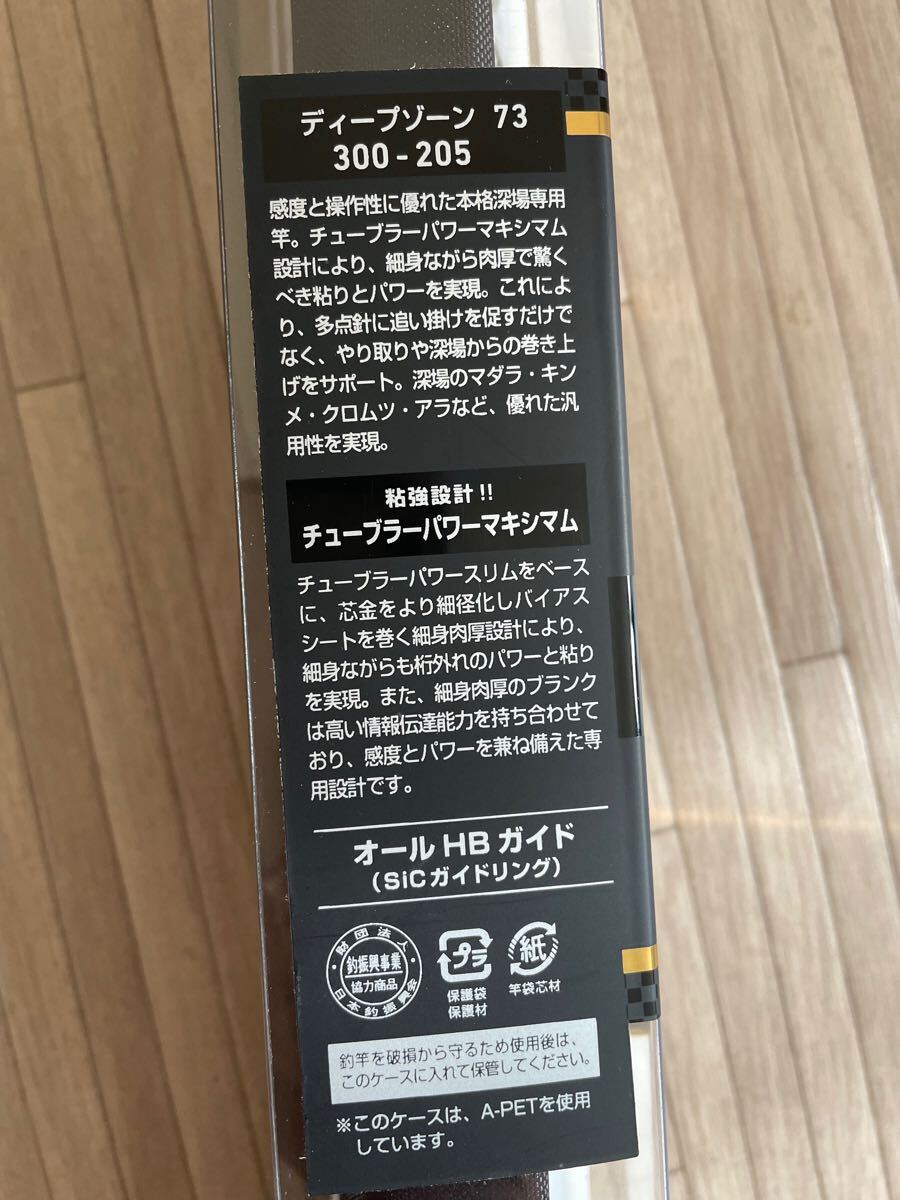 ディープゾーン 73
300-205
感度と操作性に優れた本格深場専用
竿。チューブラーパワーマキシマム
設計により、細身ながら肉厚で驚く
べき粘りとパワーを実現。これによ
り、多点針に追い掛けを促すだけで
なく、やり取りや深場からの巻き上
げをサポート。深場のマダラ・キン
メ・クロムツ・アラなど、優れた汎
用性を実現。
粘強設計!!
チューブラーパワーマキシマム
チューブラーパワースリムをベース
に、芯金をより細径化しバイアス
シートを巻く細身肉厚設計により、
細身ながらも桁外れのパワーと粘り
を実現。また、細身肉厚のブランク
は高い情報伝達能力を持ち合わせて
おり、感度とパワーを兼ね備えた専
用設計です。
オールHBガイド
(SiCガイドリング)
・財団法人・
釣振興事業
協力商品
日本釣振興会
プラ
保護袋
保護材
紙
竿袋芯材
釣竿を破損から守るため使用後は、
このケースに入れて保管してください。
※このケースは、A-PETを使用
しています。